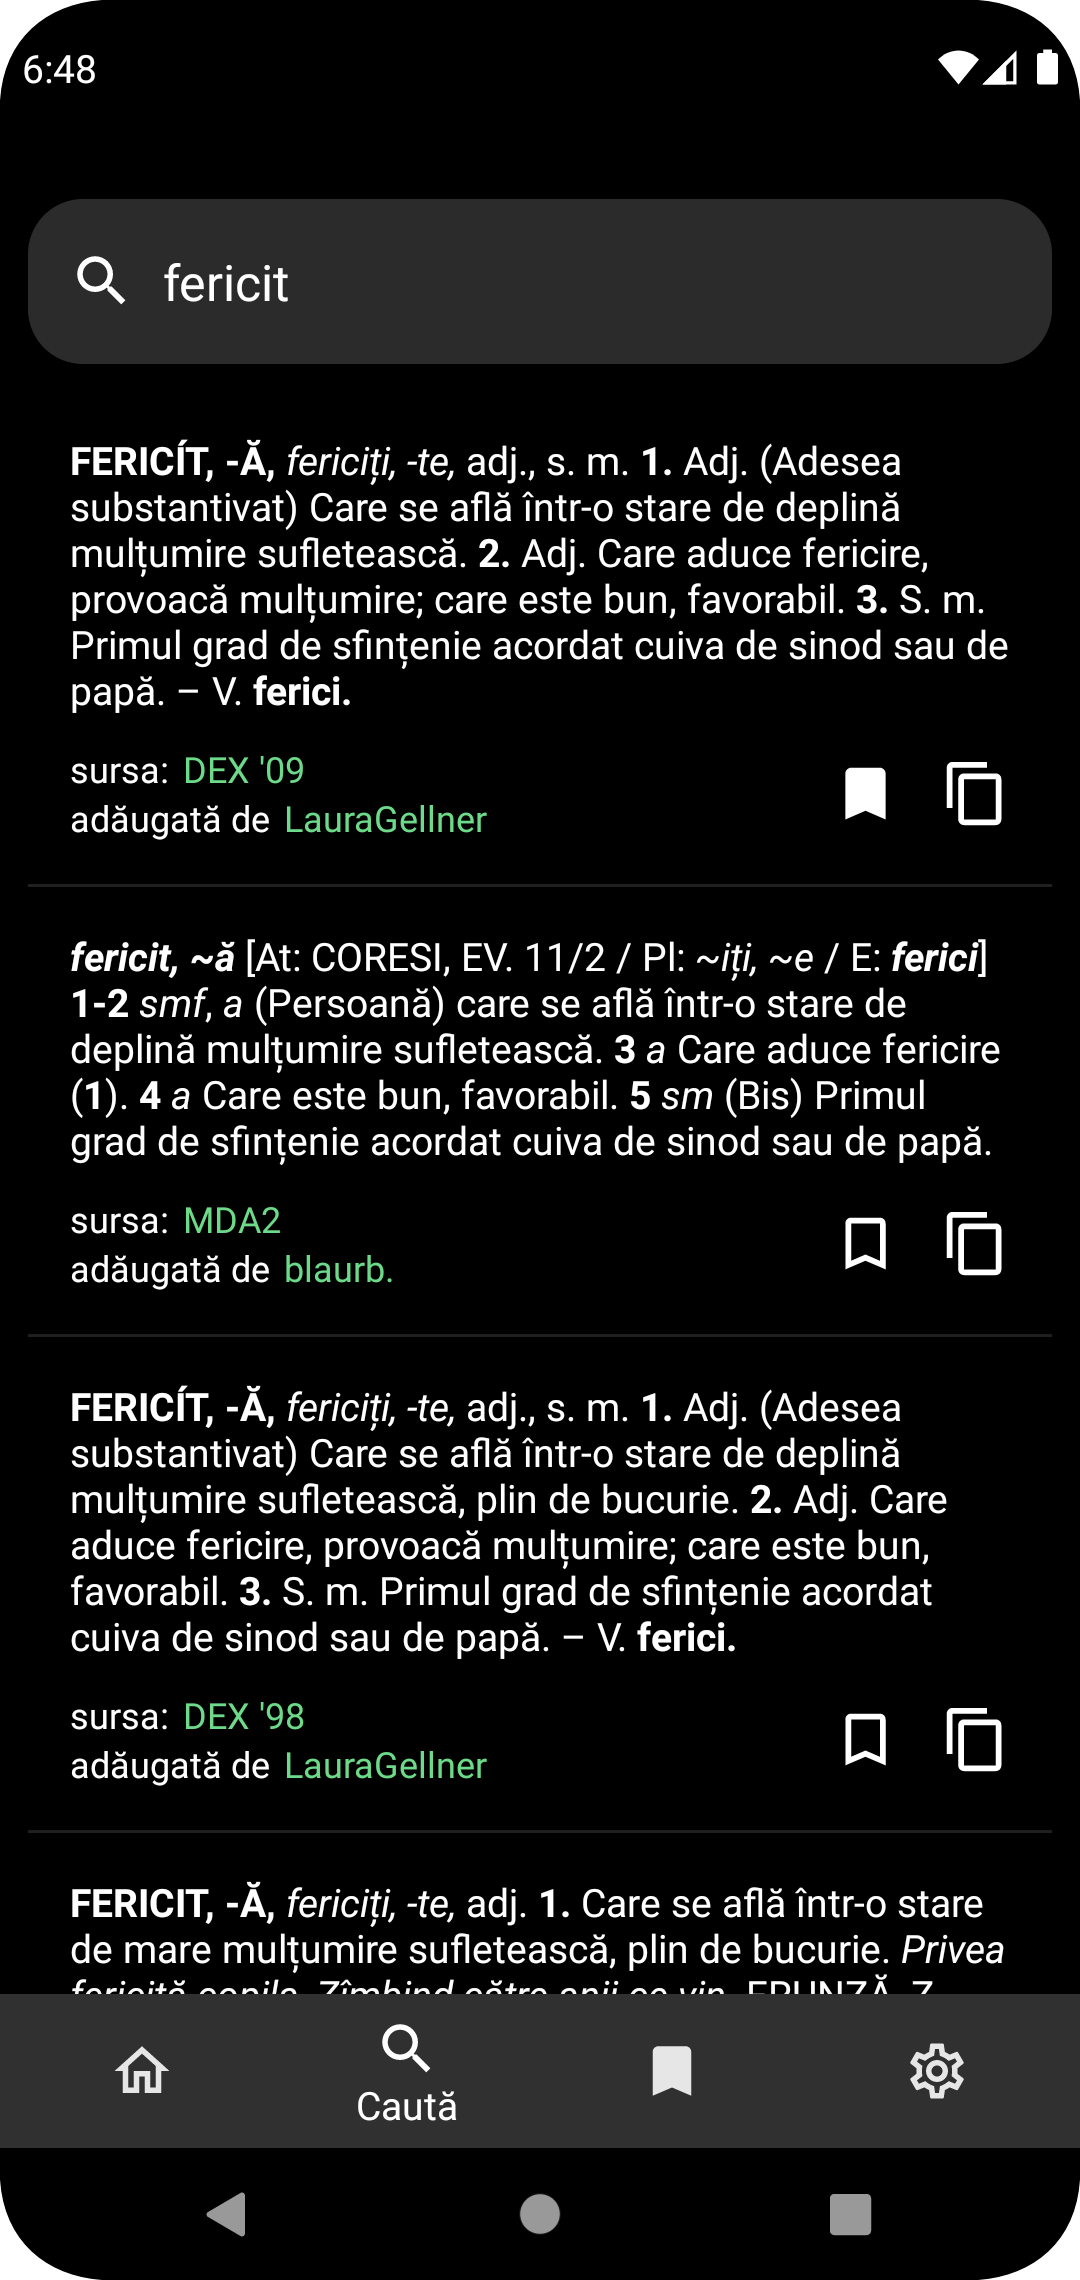 6:48
fericit
FERICÍT, -Ă, fericiți, -te, adj., s. m. 1. Adj. (Adesea
substantivat) Care se află într-o stare de deplină
mulțumire sufletească. 2. Adj. Care aduce fericire,
provoacă mulțumire; care este bun, favorabil. 3. S. m.
Primul grad de sfințenie acordat cuiva de sinod sau de
papă. – V. ferici.
sursa: DEX '09
adăugată de LauraGellner
fericit, ~ă [At: CORESI, EV. 11/2 / Pl: ~iți, ~e / E: ferici]
1-2 smf, a (Persoană) care se află într-o stare de
deplină mulțumire sufletească. 3 a Care aduce fericire
(1). 4 a Care este bun, favorabil. 5 sm (Bis) Primul
grad de sfințenie acordat cuiva de sinod sau de papă.
sursa: MDA2
adăugată de blaurb.
FERICÍT, -Ă, fericiți, -te, adj., s. m. 1. Adj. (Adesea
substantivat) Care se află într-o stare de deplină
mulțumire sufletească, plin de bucurie. 2. Adj. Care
aduce fericire, provoacă mulțumire; care este bun,
favorabil. 3. S. m. Primul grad de sfințenie acordat
cuiva de sinod sau de papă. – V. ferici.
sursa: DEX '98
adăugată de LauraGellner
FERICIT, -Ă, fericiți, -te, adj. 1. Care se află într-o stare
de mare mulțumire sufletească, plin de bucurie. Privea
fericită copila, Zîmbind către anii ce vin. FRUNZĂ, Z.
Caută